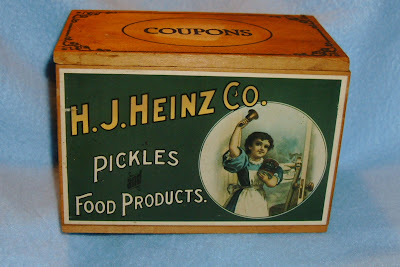 COUPONS
H.J. HEINZ CO.
PICKLES
FOOD PRODUCTS.